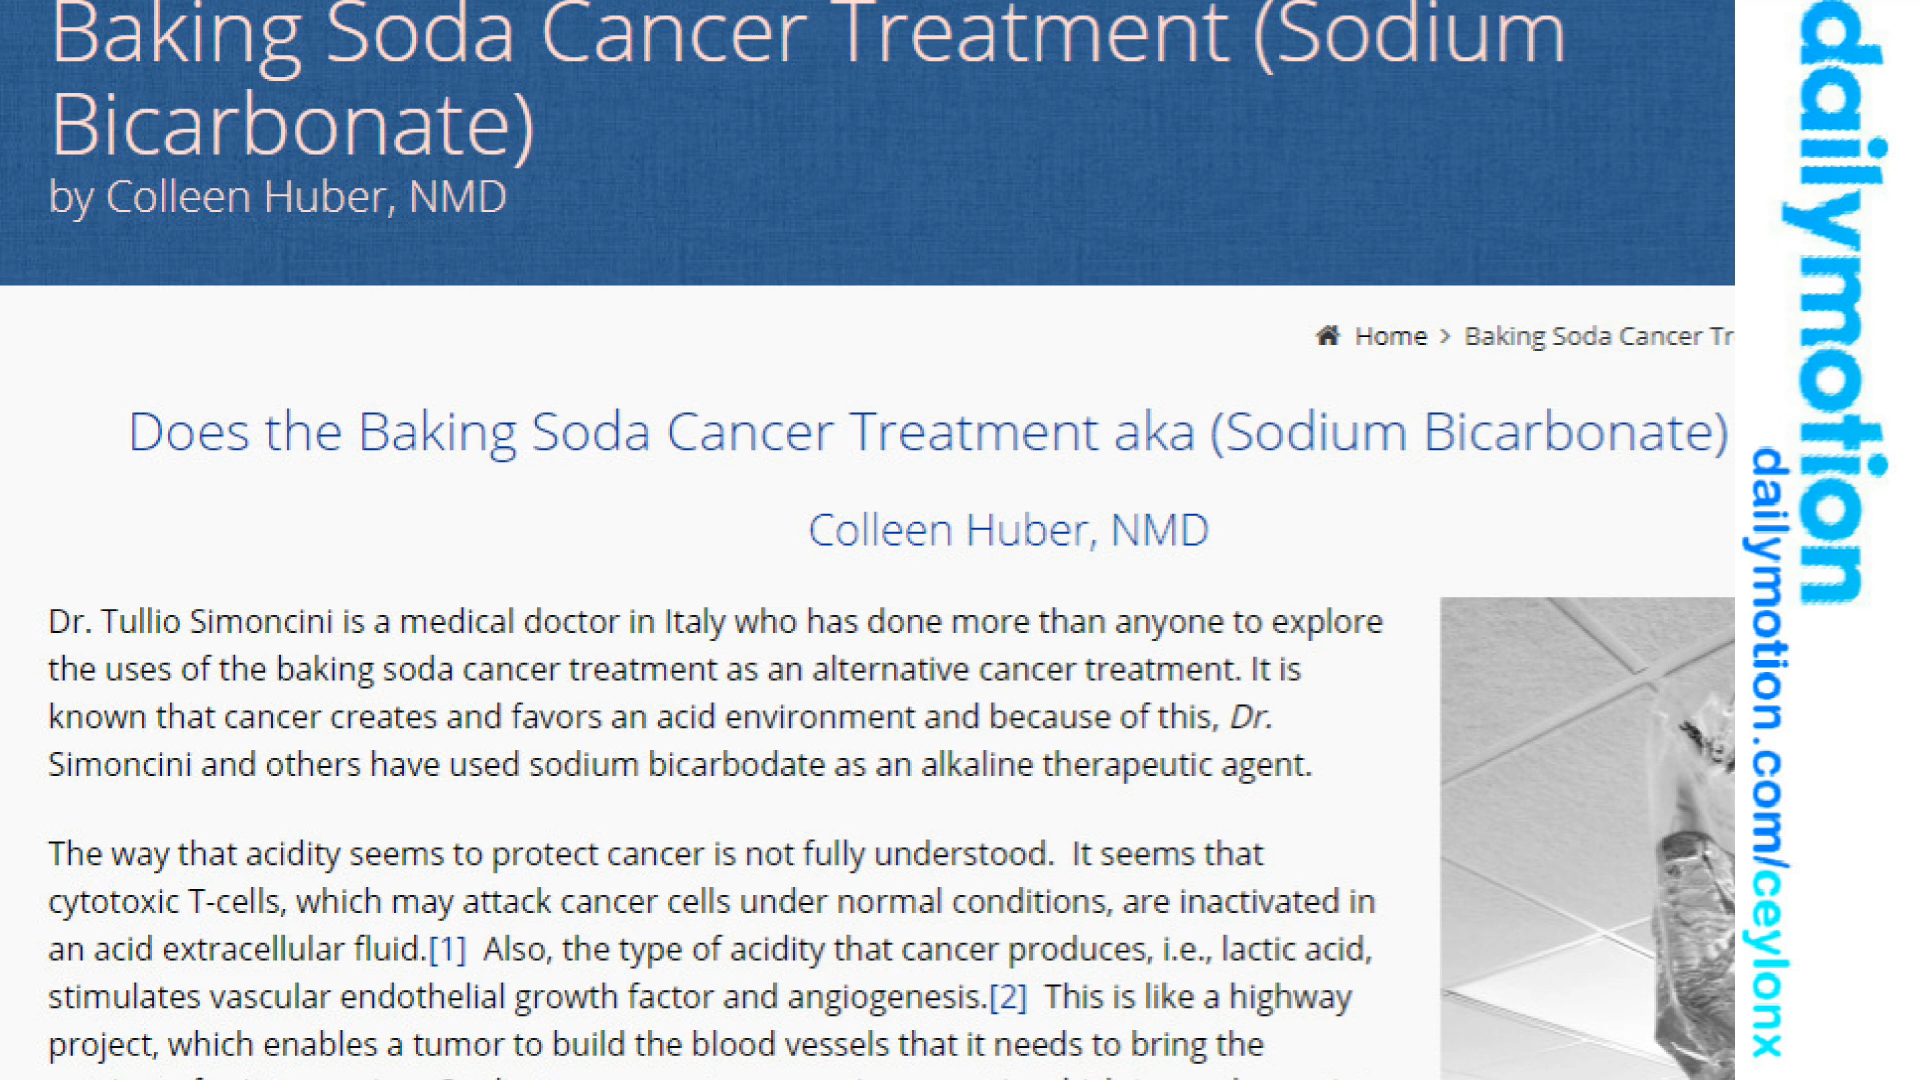 Baking Soda Cancer Treatment (Sodium
Bicarbonate)
by Colleen Huber, NMD
Home > Baking Soda Cancer Tr
Does the Baking Soda Cancer Treatment aka (Sodium Bicarbonate)
Colleen Huber, NMD
Dr. Tullio Simoncini is a medical doctor in Italy who has done more than anyone to explore
the uses of the baking soda cancer treatment as an alternative cancer treatment. It is
known that cancer creates and favors an acid environment and because of this, Dr.
Simoncini and others have used sodium bicarbodate as an alkaline therapeutic agent.
The way that acidity seems to protect cancer is not fully understood.  It seems that
cytotoxic T-cells, which may attack cancer cells under normal conditions, are inactivated in
an acid extracellular fluid.[1]  Also, the type of acidity that cancer produces, i.e., lactic acid,
stimulates vascular endothelial growth factor and angiogenesis.[2]  This is like a highway
project, which enables a tumor to build the blood vessels that it needs to bring the
dailymotion
dailymotion.com/ceylonx